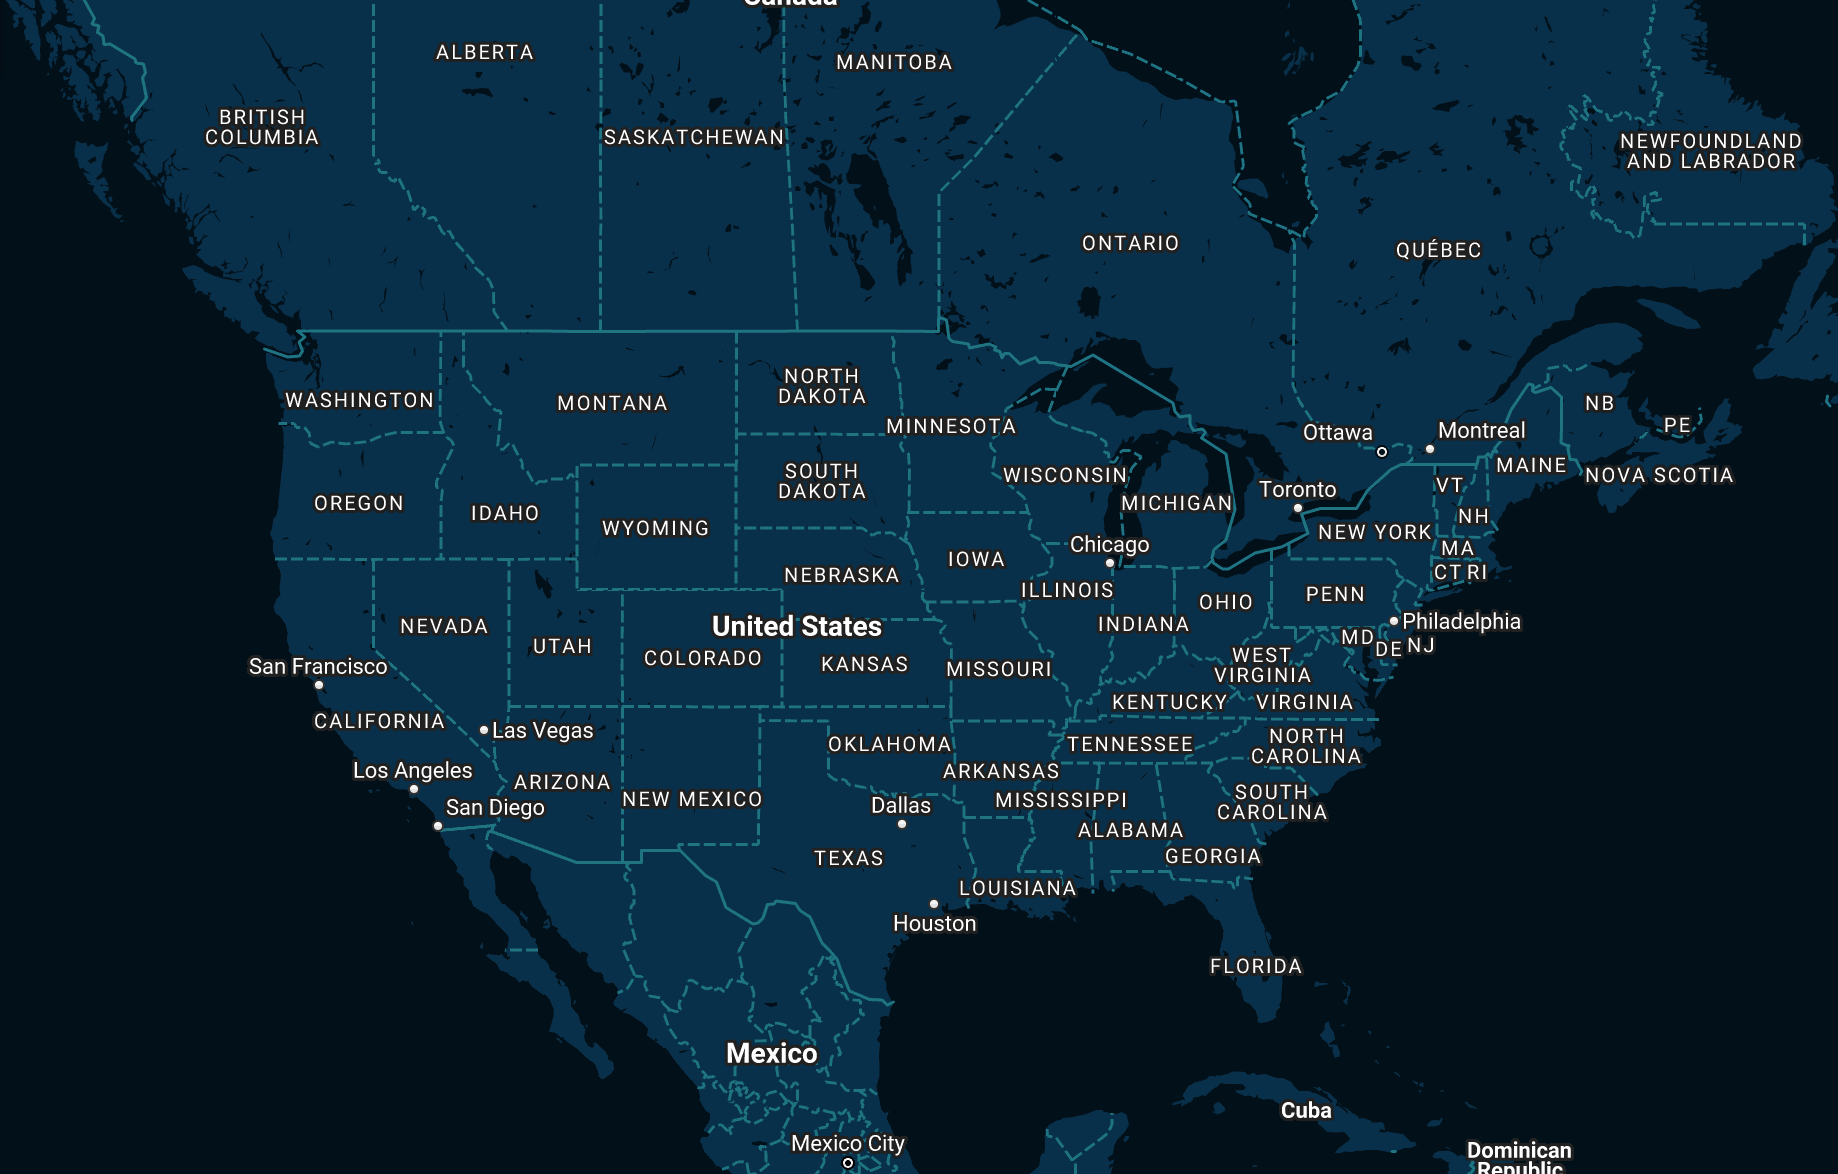 Canada
ALBERTA
MANITOBA
BRITISH
COLUMBIA
SASKATCHEWAN
NEWFOUNDLAND
AND LABRADOR
ONTARIO
QUÉBEC
WASHINGTON
MONTANA
NORTH
DAKOTA
MINNESOTA
Ottawa
Montreal
NB
PE
OREGON
IDAHO
WYOMING
SOUTH
DAKOTA
WISCONSIN
MICHIGAN
Toronto
MAINE
NOVA SCOTIA
VT
NH
NEW YORK
MA
CT RI
Chicago
IOWA
NEBRASKA
ILLINOIS
OHIO
PENN
INDIANA
Philadelphia
MD
DE
NJ
NEVADA
UTAH
United States
COLORADO
KANSAS
MISSOURI
WEST
VIRGINIA
KENTUCKY
VIRGINIA
San Francisco
CALIFORNIA
Las Vegas
OKLAHOMA
TENNESSEE
NORTH
CAROLINA
Los Angeles
ARIZONA
ARKANSAS
San Diego
NEW MEXICO
Dallas
MISSISSIPPI
SOUTH
CAROLINA
ALABAMA
TEXAS
GEORGIA
LOUISIANA
Houston
FLORIDA
Mexico
Cuba
Mexico City
Dominican
Republic